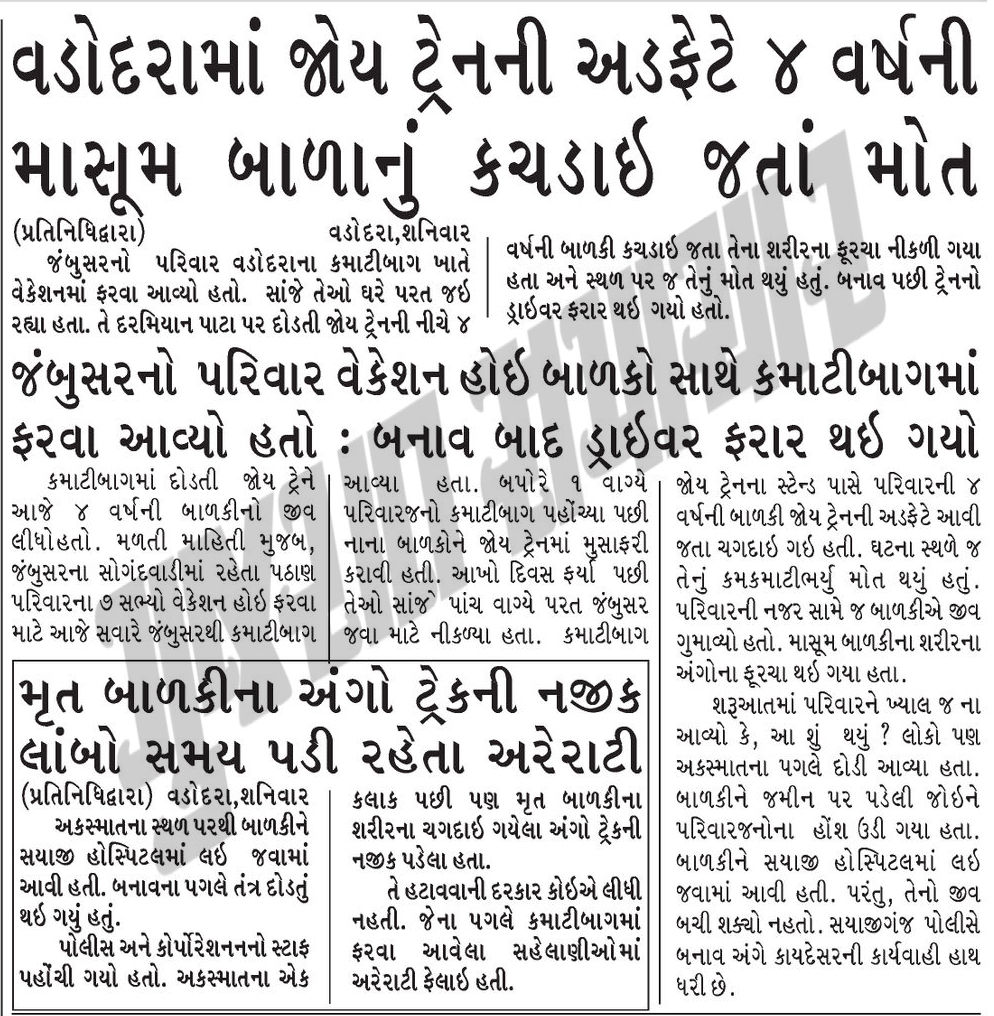 વડોદરામાં જોય ટ્રેનની અડફેટે ૪ વર્ષની
માસૂમ બાળાનું કચડાઇ જતાં મોત
(પ્રતિનિધિદ્વારા) વડોદરા,શનિવાર
જંબુસરનો પરિવાર વડોદરાના કમાટીબાગ ખાતે
વેકેશનમાં ફરવા આવ્યો હતો. સાંજે તેઓ ઘરે પરત જઇ
રહ્યા હતા. તે દરમિયાન પાટા પર દોડતી જોય ટ્રેનની નીચે ૪
વર્ષની બાળકી કચડાઇ જતા તેના શરીરના ફૂરચા નીકળી ગયા
હતા અને સ્થળ પર જ તેનું મોત થયું હતું. બનાવ પછી ટ્રેનનો
ડ્રાઇવર ફરાર થઇ ગયો હતો.
જંબુસરનો પરિવાર વેકેશન હોઇ બાળકો સાથે કમાટીબાગમાં
ફરવા આવ્યો હતો : બનાવ બાદ ડ્રાઇવર ફરાર થઇ ગયો
કમાટીબાગમાં દોડતી જોય ટ્રેને
આજે ૪ વર્ષની બાળકીનો જીવ
લીધોહતો. મળતી માહિતી મુજબ,
જંબુસરના સોગંદવાડીમાં રહેતા પઠાણ
પરિવારના ૭ સભ્યો વેકેશન હોઇ ફરવા
માટે આજે સવારે જંબુસરથી કમાટીબાગ
આવ્યા હતા. બપોરે ૧ વાગ્યે
પરિવારજનો કમાટીબાગ પહોંચ્યા પછી
નાના બાળકોને જોય ટ્રેનમાં મુસાફરી
કરાવી હતી. આખો દિવસ ફર્યા પછી
તેઓ સાંજો પાંચ વાગ્યે પરત જંબુસર
જવા માટે નીકળ્યા હતા. કમાટીબાગ
જોય ટ્રેનના સ્ટેન્ડ પાસે પરિવારની ૪
વર્ષની બાળકી જોય ટ્રેનની અડફેટે આવી
જતા ચગદાઇ ગઇ હતી. ઘટના સ્થળે જ
તેનું કમકમાટીભર્યુ મોત થયું હતું.
પરિવારની નજર સામે જ બાળકીએ જીવ
ગુમાવ્યો હતો. માસૂમ બાળકીના શરીરના
અંગોના ફૂરચા થઇ ગયા હતા.
શરૂઆતમાં પરિવારને ખ્યાલ જ ના
આવ્યો કે, આ શું થયું ? લોકો પણ
અકસ્માતના પગલે દોડી આવ્યા હતા.
બાળકીને જમીન પર પડેલી જોઇને
પરિવારજનોના હોંશ ઉડી ગયા હતા.
બાળકીને સયાજી હોસ્પિટલમાં લઇ
જવામાં આવી હતી. પરંતુ, તેનો જીવ
બચી શક્યો નહતો. સયાજીગંજ પોલીસે
બનાવ અંગે કાયદેસરની કાર્યવાહી હાથ
ધરી છે.
મૃત બાળકીના અંગો ટ્રેકની નજીક
લાંબો સમય પડી રહેતા અરેરાટી
(પ્રતિનિધિદ્વારા) વડોદરા,શનિવાર
અકસ્માતના સ્થળ પરથી બાળકીને
સયાજી હોસ્પિટલમાં લઇ જવામાં
આવી હતી. બનાવના પગલે તંત્ર દોડતું
થઇ ગયું હતું.
પોલીસ અને કોર્પોરેશનનનો સ્ટાફ
પહોંચી ગયો હતો. અકસ્માતના એક
કલાક પછી પણ મૃત બાળકીના
શરીરના ચગદાઇ ગયેલા અંગો ટ્રેકની
નજીક પડેલા હતા.
તે હટાવવાની દરકાર કોઇએ લીધી
નહતી. જેના પગલે કમાટીબાગમાં
ફરવા આવેલા સહેલાણીઓમાં
અરેરાટી ફેલાઇ હતી.
ગુજરાત સમાચાર